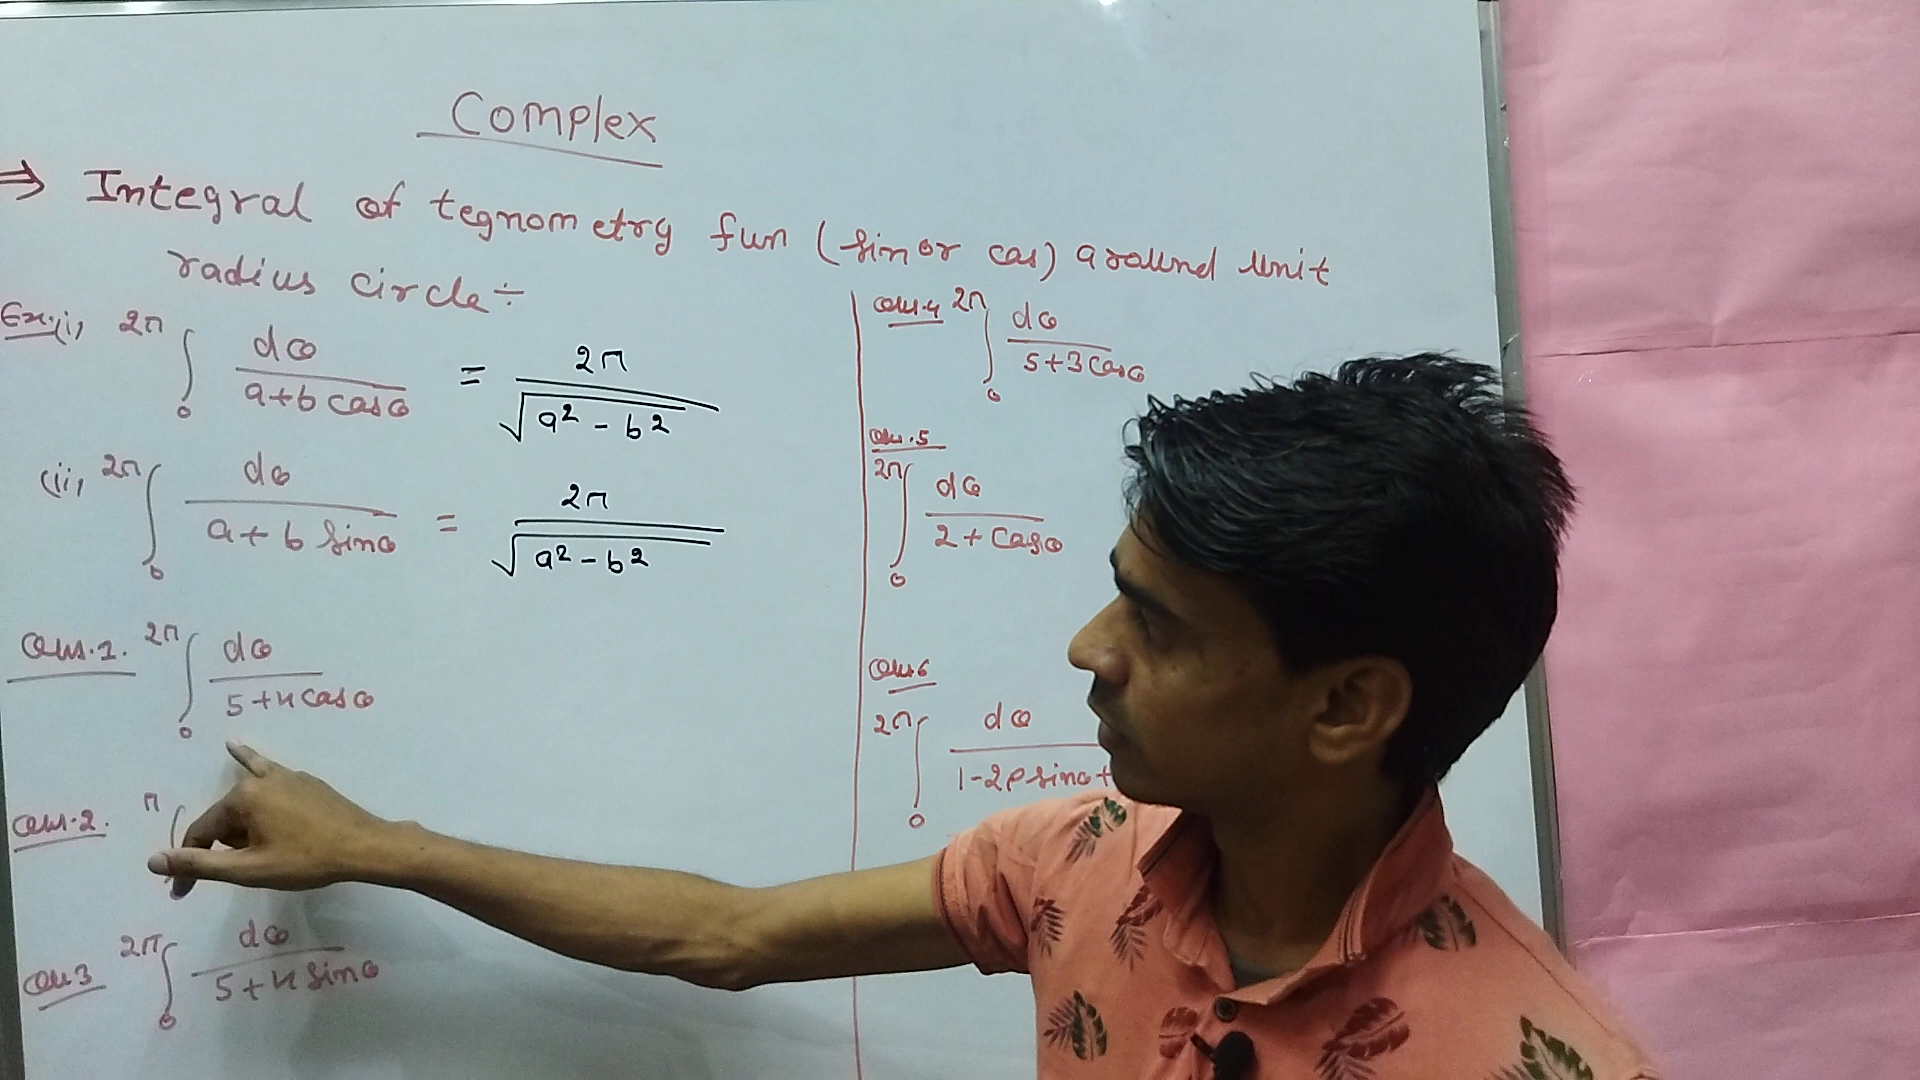 Complex
⇒ Integral of tegnometry fun (sin or cos) around unit
radius circle ÷
Ex.(i) ∫₀^2π dθ/(a+b cosθ) = 2π/√(a²-b²)
(ii) ∫₀^2π dθ/(a+b sinθ) = 2π/√(a²-b²)
Que.1. ∫₀^2π dθ/(5+4cosθ)
Que.2. π ∫
Que 3 ∫₀^2π dθ/(5+4sinθ)
Que.4 ∫₀^2π dθ/(5+3cosθ)
Que.5
∫₀^2π dθ/(2+cosθ)
Que.6
∫₀^2π dθ/(1-2P sinθ+